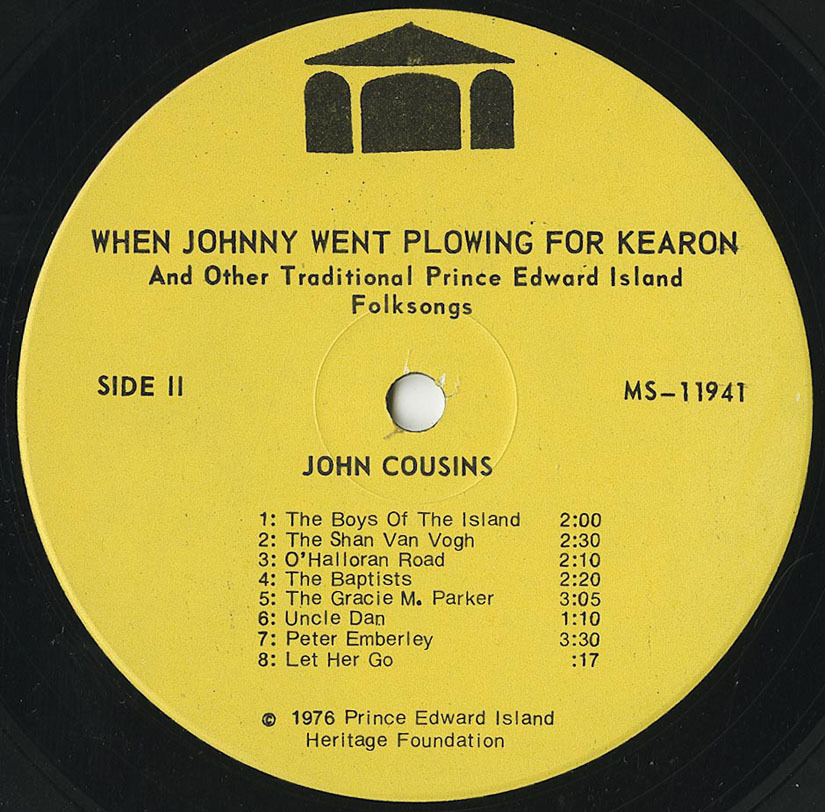 WHEN JOHNNY WENT PLOWING FOR KEARON
And Other Traditional Prince Edward Island
Folksongs
SIDE II
MS-11941
JOHN COUSINS
1: The Boys Of The Island 2:00
2: The Shan Van Vogh 2:30
3: O'Halloran Road 2:10
4: The Baptists 2:20
5: The Gracie M. Parker 3:05
6: Uncle Dan 1:10
7: Peter Emberley 3:30
8: Let Her Go :17
© 1976 Prince Edward Island
Heritage Foundation